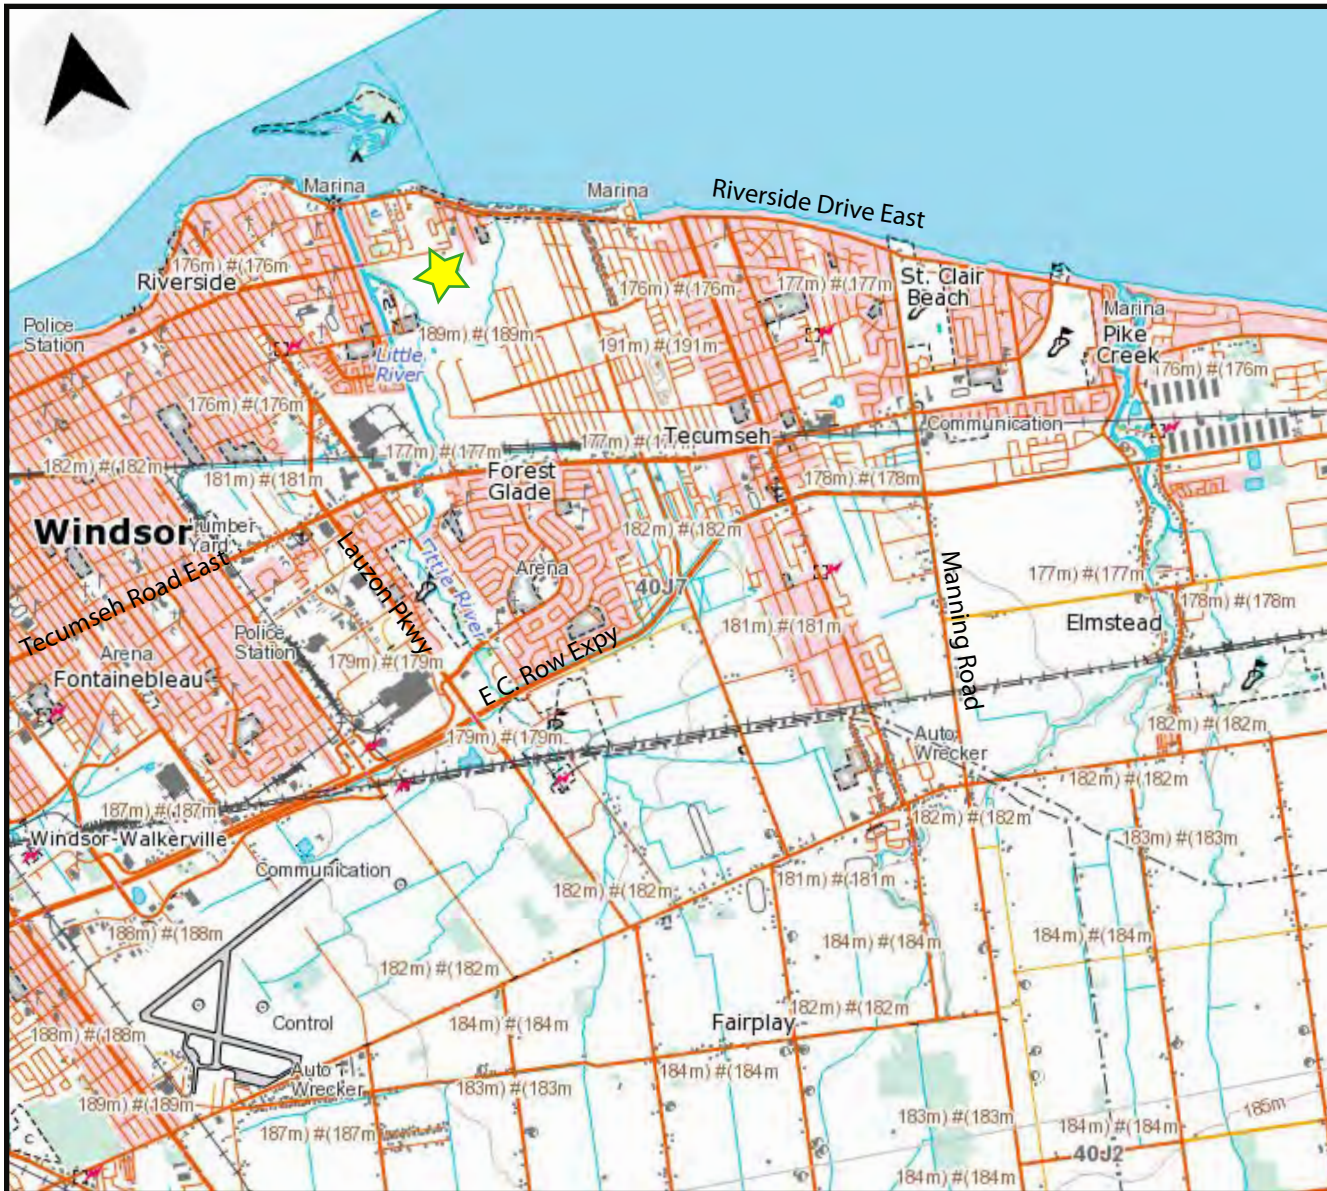 Marina
Marina
Riverside Drive East
176m) #(176m
Riverside
176m) #(176m
177m) #(177m
St. Clair
Beach
Police
Station
189m) #(189m
191m) #(191m
Marina
Pike
Creek
Little
River
176m) #(176m
176m) #(176m
177m) #(177m
177m) #(177m
Tecumseh
Communication
182m) #(182m
181m) #(181m
Forest
Glade
178m) #(178m
Windsor
Lumber
Yard
182m) #(182m
Tecumseh Road East
Lauzon Pkwy
Little River
Arena
40J7
Manning Road
177m) #(177m
178m) #(178m
Police
Station
181m) #(181m
Elmstead
Arena
Fontainebleau
179m) #(179m
E.C. Row Expy
179m) #(179m
Auto
Wrecker
182m) #(182m
182m) #(182m
187m) #(187m
182m) #(182m
Windsor-Walkerville
183m) #(183m
Communication
182m) #(182m
181m) #(181m
188m) #(188m
184m) #(184m
184m) #(184m
182m) #(182m
Control
184m) #(184m
Fairplay
182m) #(182m
188m) #(188m
Auto
Wrecker
183m) #(183m
184m) #(184m
189m) #(189m
187m) #(187m
183m) #(183m
184m) #(184m
185m
C
40J2
184m) #(184m